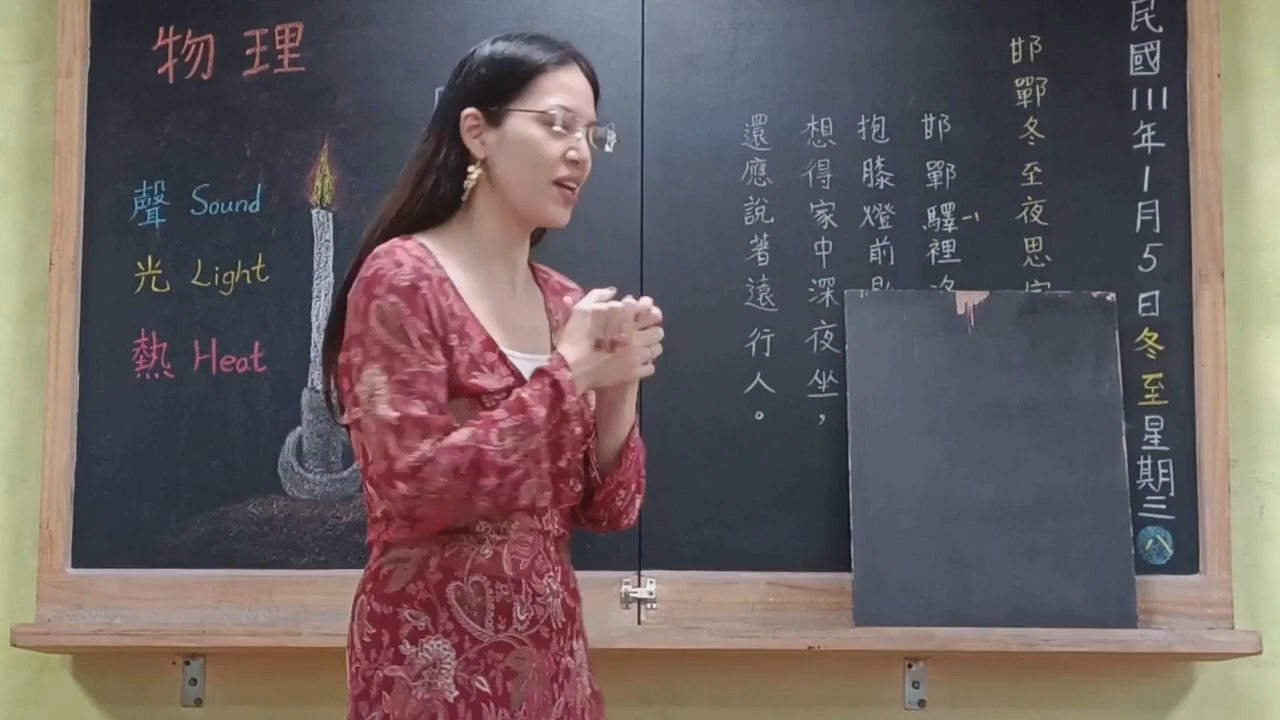 物理
聲 Sound
光 Light
熱 Heat
民國111年1月5日冬至星期三
八
邯鄲冬至夜思
邯鄲驛裡
抱膝燈前
想得家中深夜坐，
還應說著遠行人。